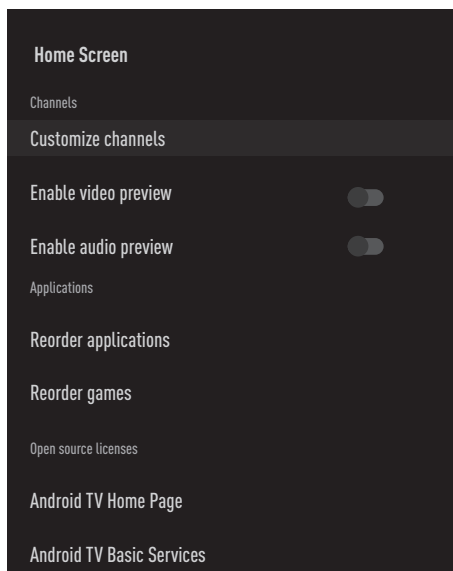 Home Screen
Channels
Customize channels
Enable video preview
Enable audio preview
Applications
Reorder applications
Reorder games
Open source licenses
Android TV Home Page
Android TV Basic Services